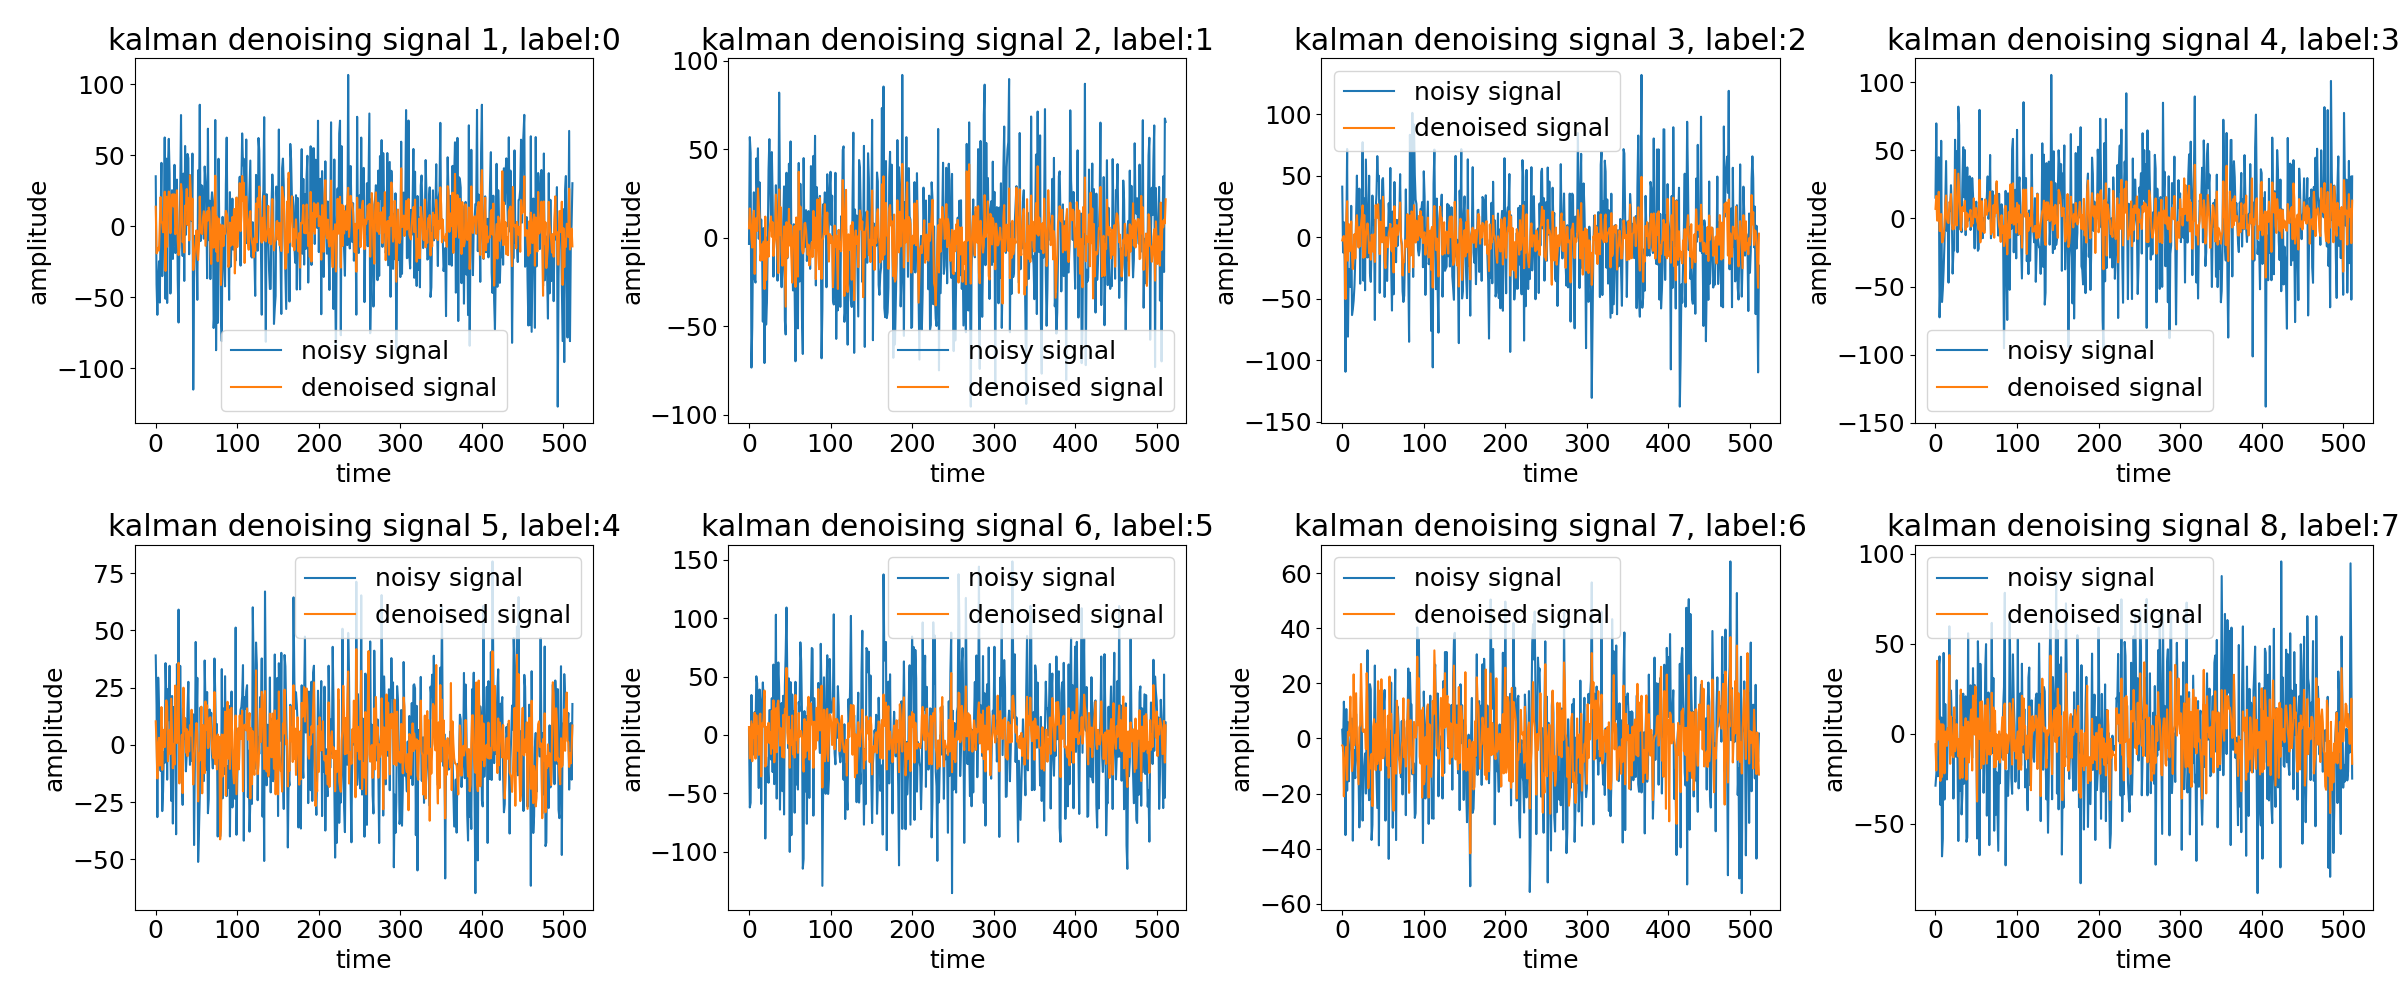 kalman denoising signal 1, label:0
kalman denoising signal 2, label:1
kalman denoising signal 3, label:2
kalman denoising signal 4, label:3
amplitude
100
50
0
−50
−100
noisy signal
denoised signal
0 100 200 300 400 500
time
amplitude
100
50
0
−50
−100
noisy signal
denoised signal
0 100 200 300 400 500
time
amplitude
100
50
0
−50
−100
−150
noisy signal
denoised signal
0 100 200 300 400 500
time
amplitude
100
50
0
−50
−100
−150
noisy signal
denoised signal
0 100 200 300 400 500
time
kalman denoising signal 5, label:4
kalman denoising signal 6, label:5
kalman denoising signal 7, label:6
kalman denoising signal 8, label:7
amplitude
75
50
25
0
−25
−50
noisy signal
denoised signal
0 100 200 300 400 500
time
amplitude
150
100
50
0
−50
−100
noisy signal
denoised signal
0 100 200 300 400 500
time
amplitude
60
40
20
0
−20
−40
−60
noisy signal
denoised signal
0 100 200 300 400 500
time
amplitude
100
50
0
−50
noisy signal
denoised signal
0 100 200 300 400 500
time